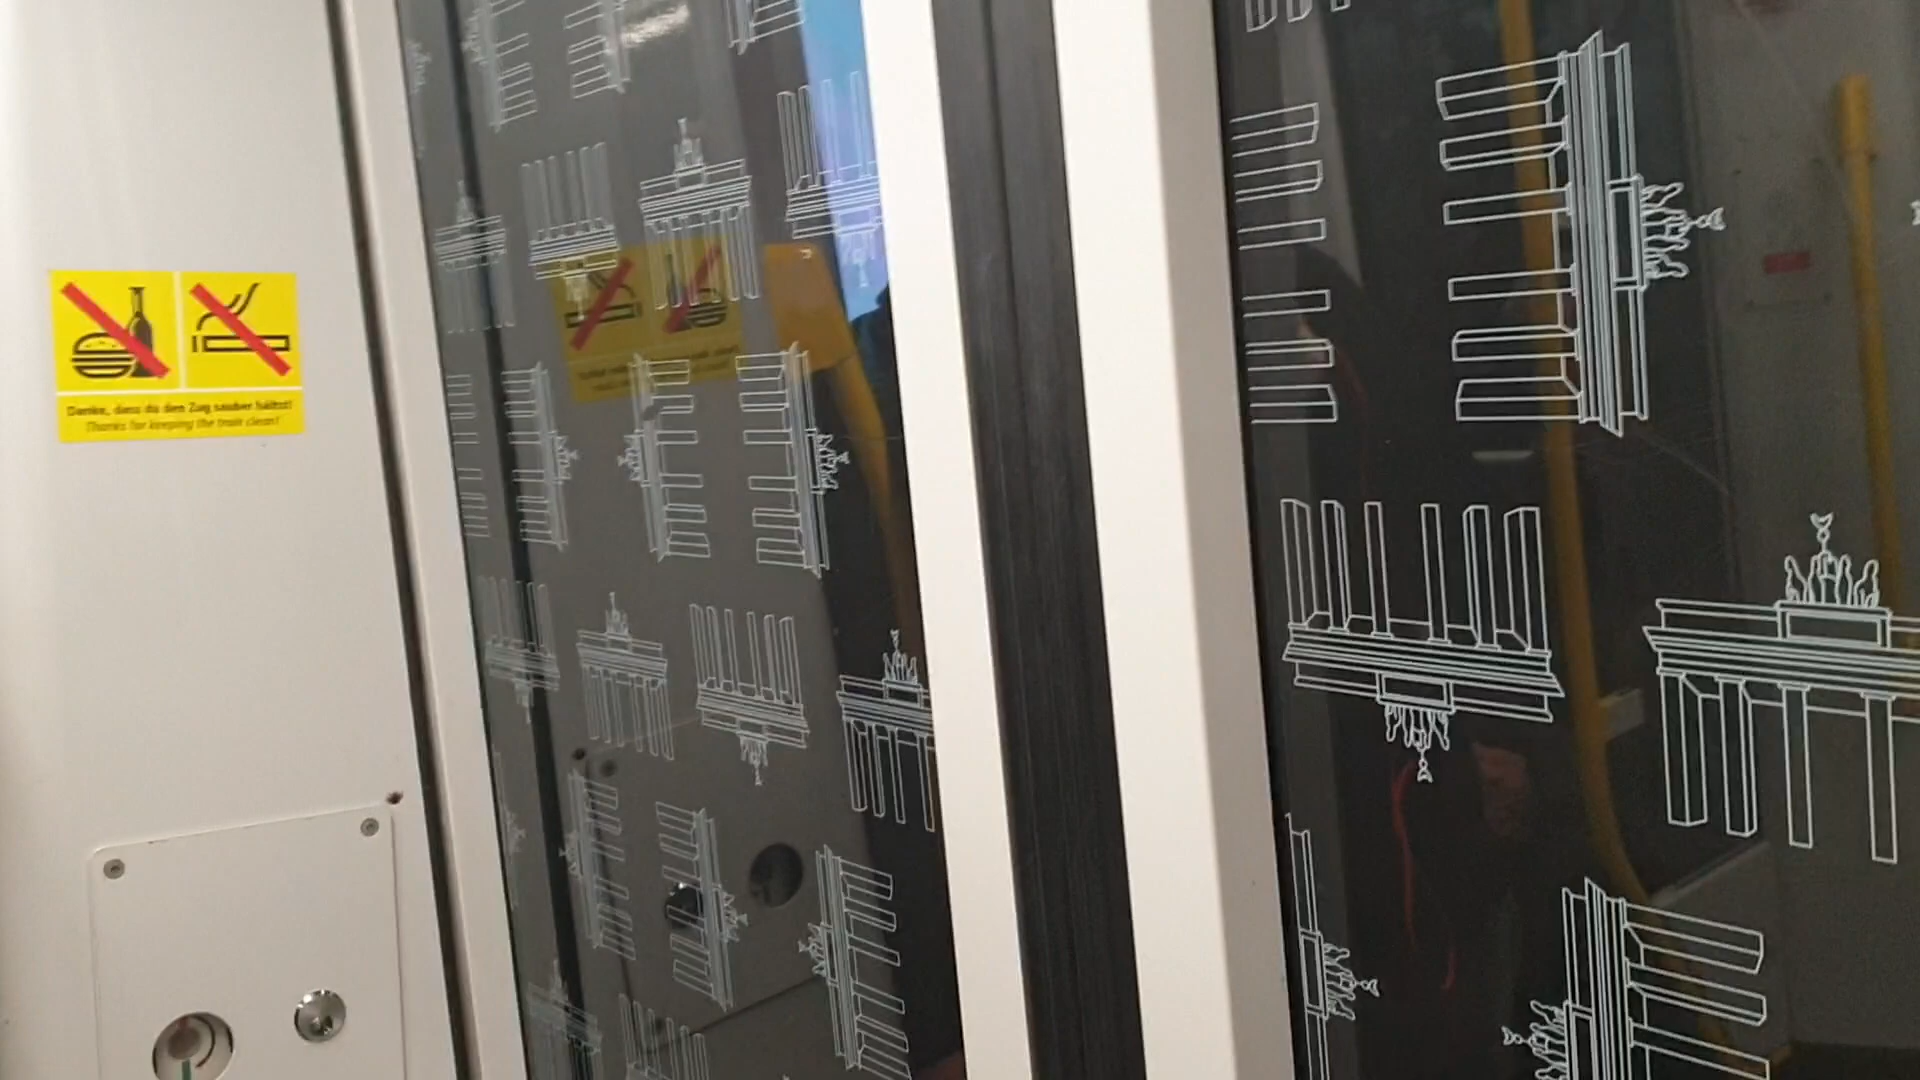 Danke, dass du den Zug sauber hältst!
Thanks for keeping the train clean!